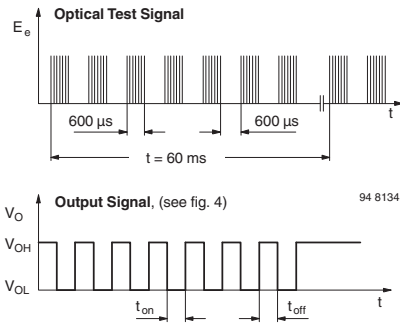 Optical Test Signal
Ee
t
600 µs
600 µs
t = 60 ms
94 8134
Output Signal, (see fig. 4)
VO
VOH
VOL
ton
toff
t